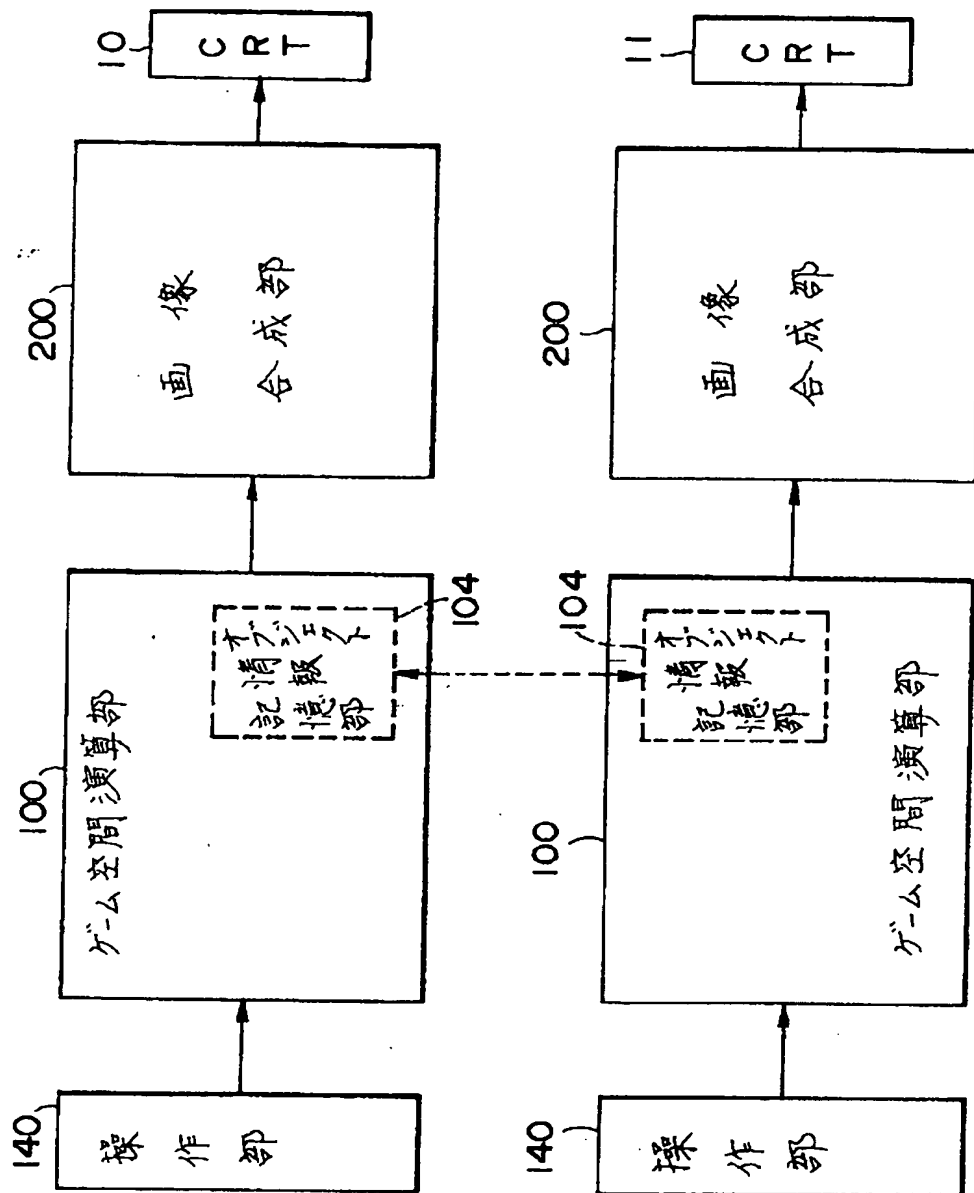 140
操作部
100
ゲーム空間演算部
オブジェクト
情報
記憶部
104
200
画像
合成部
10
CRT
140
操作部
100
ゲーム空間演算部
オブジェクト
情報
記憶部
104
200
画像
合成部
11
CRT